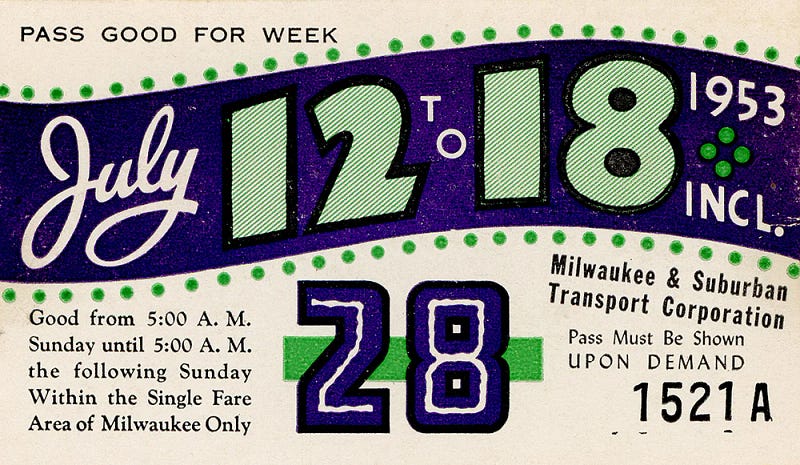 PASS GOOD FOR WEEK
July 12 TO 18 1953 INCL.
Good from 5:00 A. M.
Sunday until 5:00 A. M.
the following Sunday
Within the Single Fare
Area of Milwaukee Only
28
Milwaukee & Suburban
Transport Corporation
Pass Must Be Shown
UPON DEMAND
1521 A